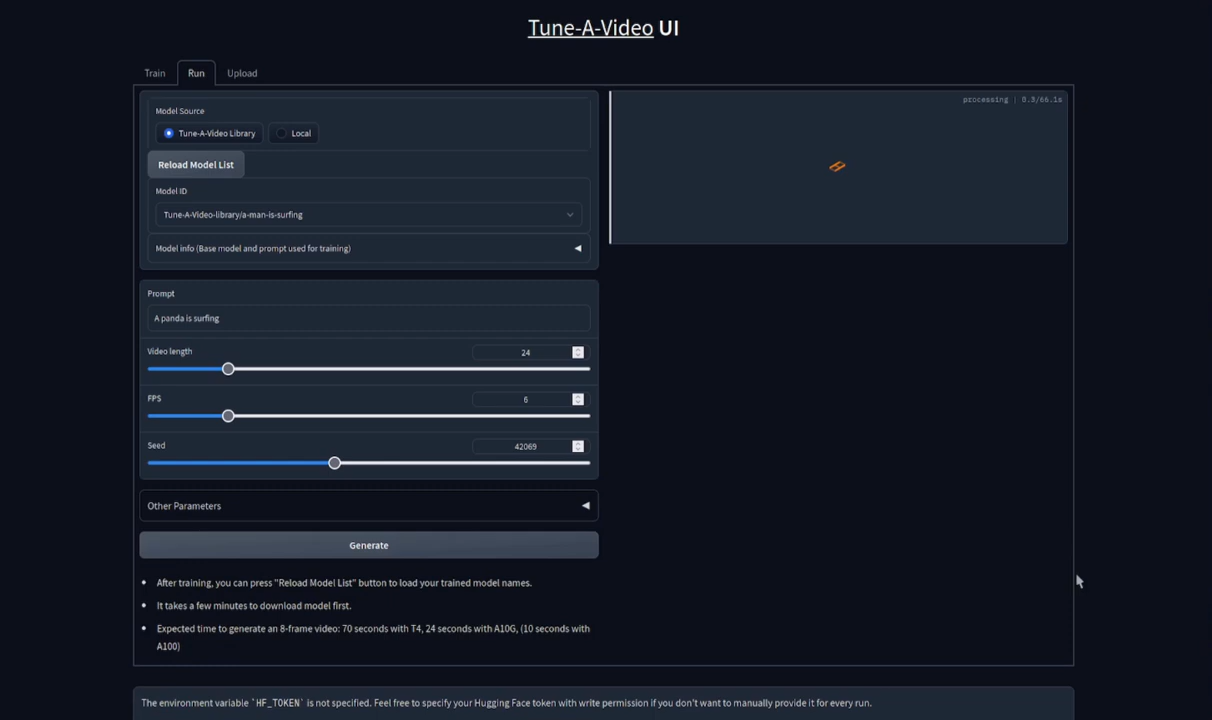 Tune-A-Video UI
Train
Run
Upload
Model Source
Tune-A-Video Library
Local
Reload Model List
Model ID
Tune-A-Video-library/a-man-is-surfing
Model info (Base model and prompt used for training)
processing | 0.3/66.1s
Prompt
A panda is surfing
Video length
24
FPS
6
Seed
42069
Other Parameters
Generate
After training, you can press "Reload Model List" button to load your trained model names.
It takes a few minutes to download model first.
Expected time to generate an 8-frame video: 70 seconds with T4, 24 seconds with A10G, (10 seconds with
A100)
The environment variable `HF_TOKEN` is not specified. Feel free to specify your Hugging Face token with write permission if you don't want to manually provide it for every run.